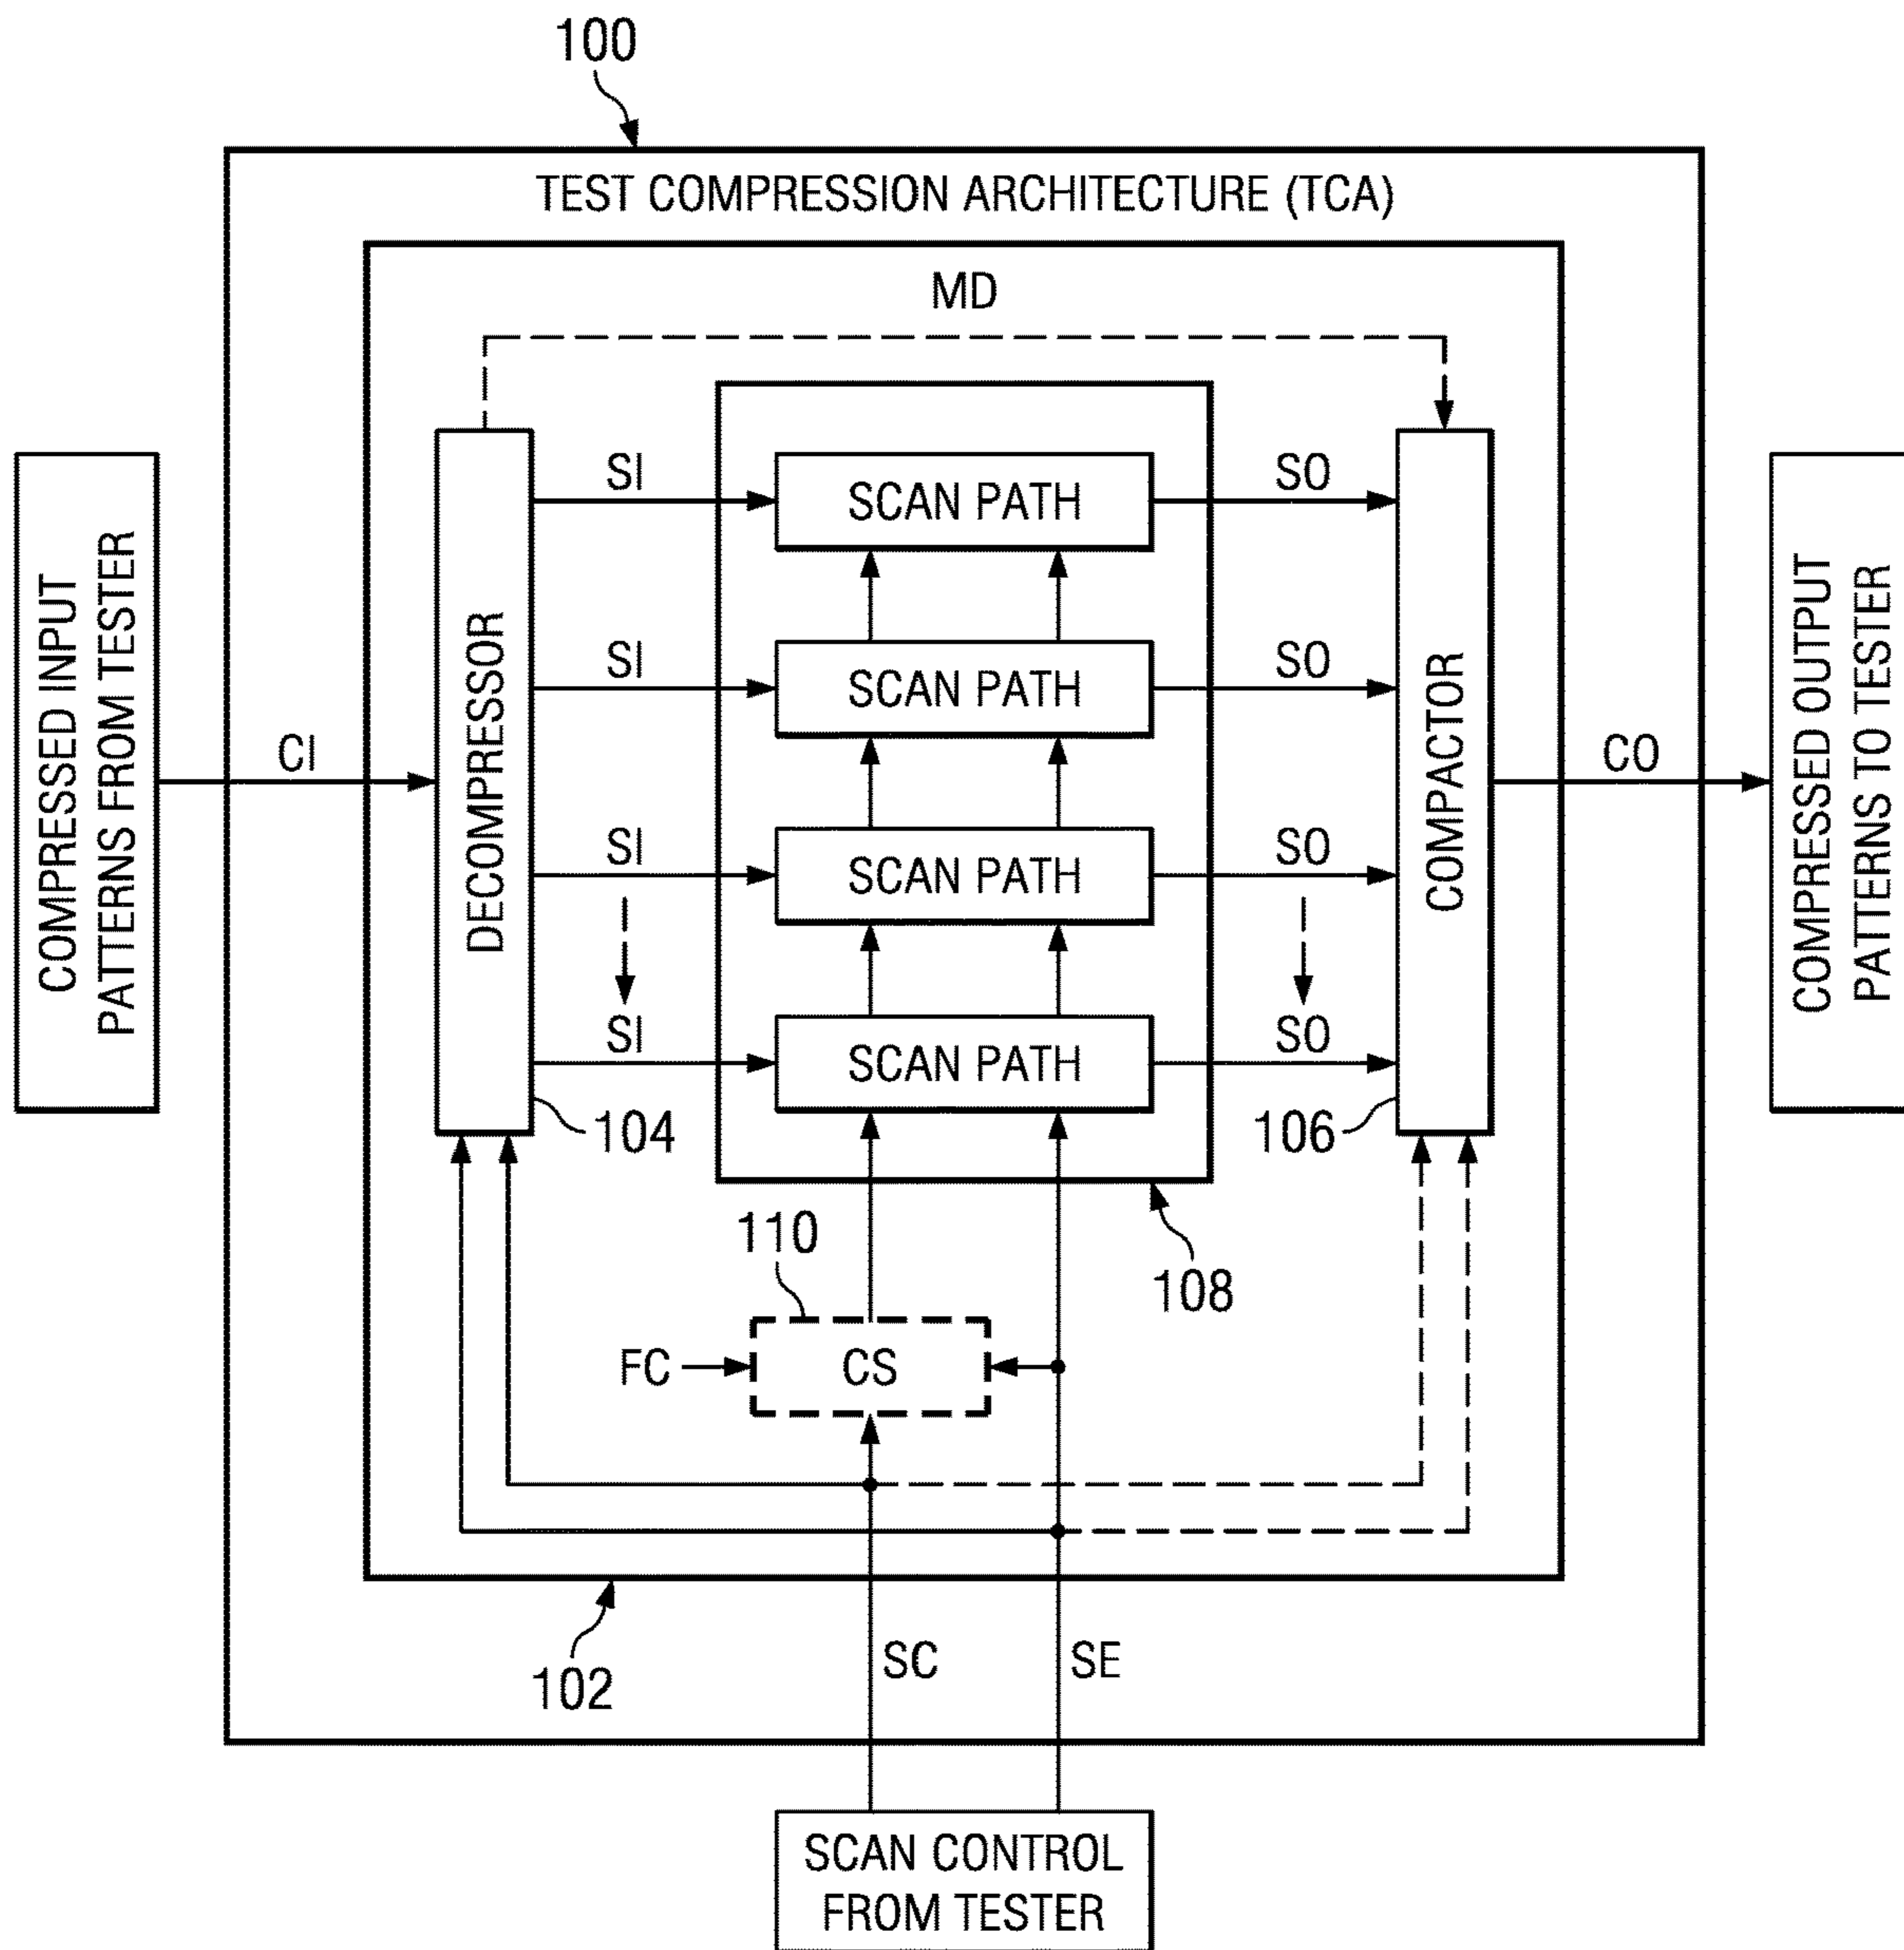 100
TEST COMPRESSION ARCHITECTURE (TCA)
MD
COMPRESSED INPUT
PATTERNS FROM TESTER
CI
DECOMPRESSOR
SI
SCAN PATH
SO
SI
SCAN PATH
SO
SI
SCAN PATH
SO
SI
SCAN PATH
SO
COMPACTOR
CO
COMPRESSED OUTPUT
PATTERNS TO TESTER
104
106
110
108
FC
CS
102
SC
SE
SCAN CONTROL
FROM TESTER